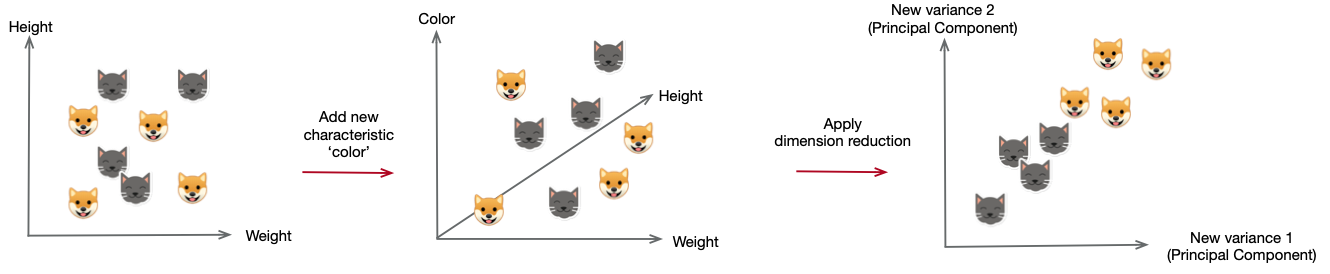 Height
Weight
Add new
characteristic
‘color’
Color
Height
Weight
Apply
dimension reduction
New variance 2
(Principal Component)
New variance 1
(Principal Component)